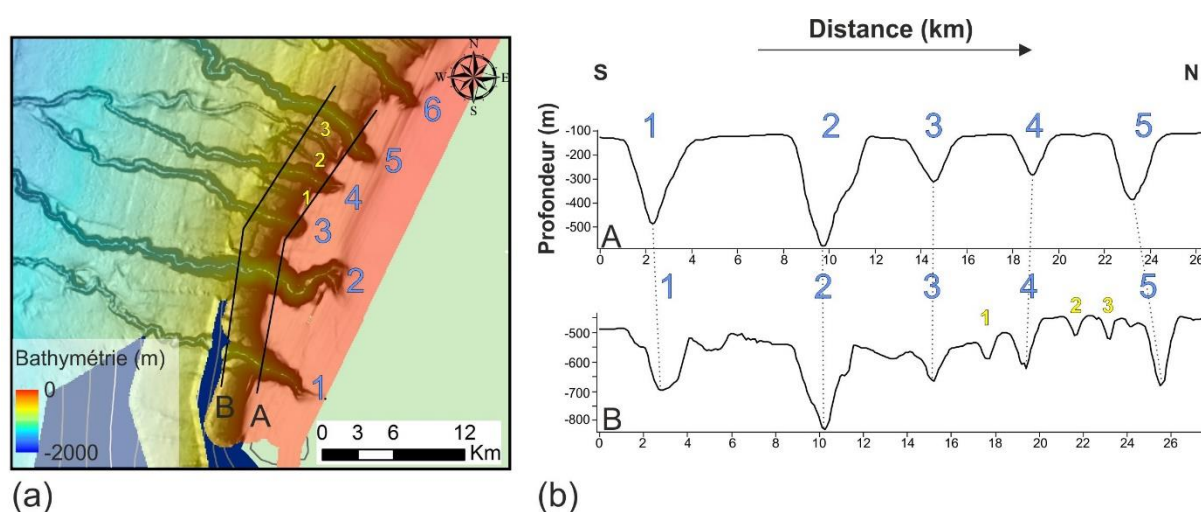 N
W E
S
6
3
5
2
4
1
3
2
1
B A
Bathymétrie (m)
0
-2000
0 3 6 12
Km
(a)
Distance (km)
S N
Profondeur (m)
1 2 3 4 5
-100
-200
-300
-400
-500
A
0 2 4 6 8 10 12 14 16 18 20 22 24 26
1 2 3 4 5
1 2 3
-500
-600
-700
-800
B
0 2 4 6 8 10 12 14 16 18 20 22 24 26
(b)